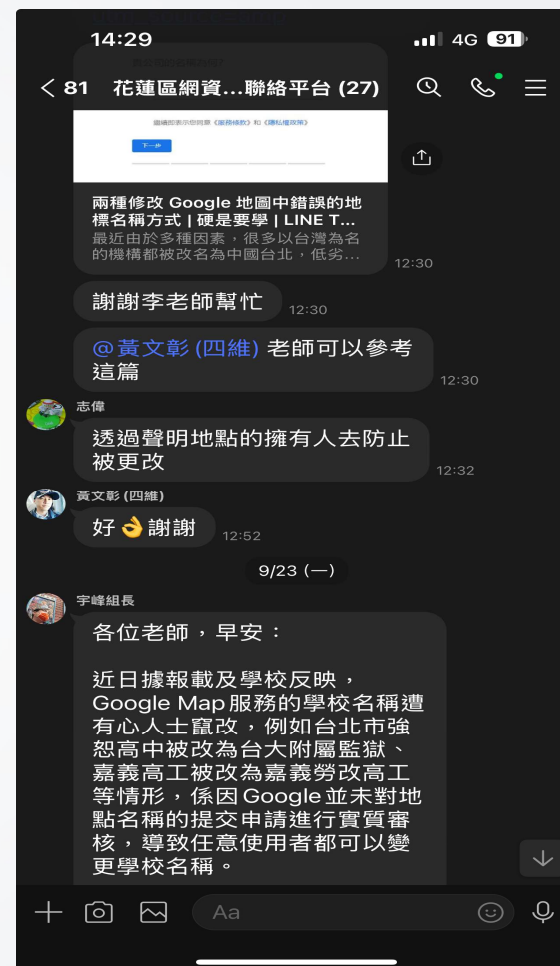 14:29
4G 91
81 花蓮區網資...聯絡平台 (27)
繼續即表示您同意《服務條款》和《隱私權政策》
下一步
兩種修改 Google 地圖中錯誤的地
標名稱方式 | 硬是要學 | LINE T...
最近由於多種因素，很多以台灣為名
的機構都被改名為中國台北，低劣...
12:30
謝謝李老師幫忙
12:30
@黃文彰 (四維) 老師可以參考
這篇
12:30
志偉
透過聲明地點的擁有人去防止
被更改
12:32
黃文彰 (四維)
好👌謝謝
12:52
9/23 (一)
宇峰組長
各位老師，早安：
近日據報載及學校反映，
Google Map服務的學校名稱遭
有心人士竄改，例如台北市強
恕高中被改為台大附屬監獄、
嘉義高工被改為嘉義勞改高工
等情形，係因Google並未對地
點名稱的提交申請進行實質審
核，導致任意使用者都可以變
更學校名稱。
Aa